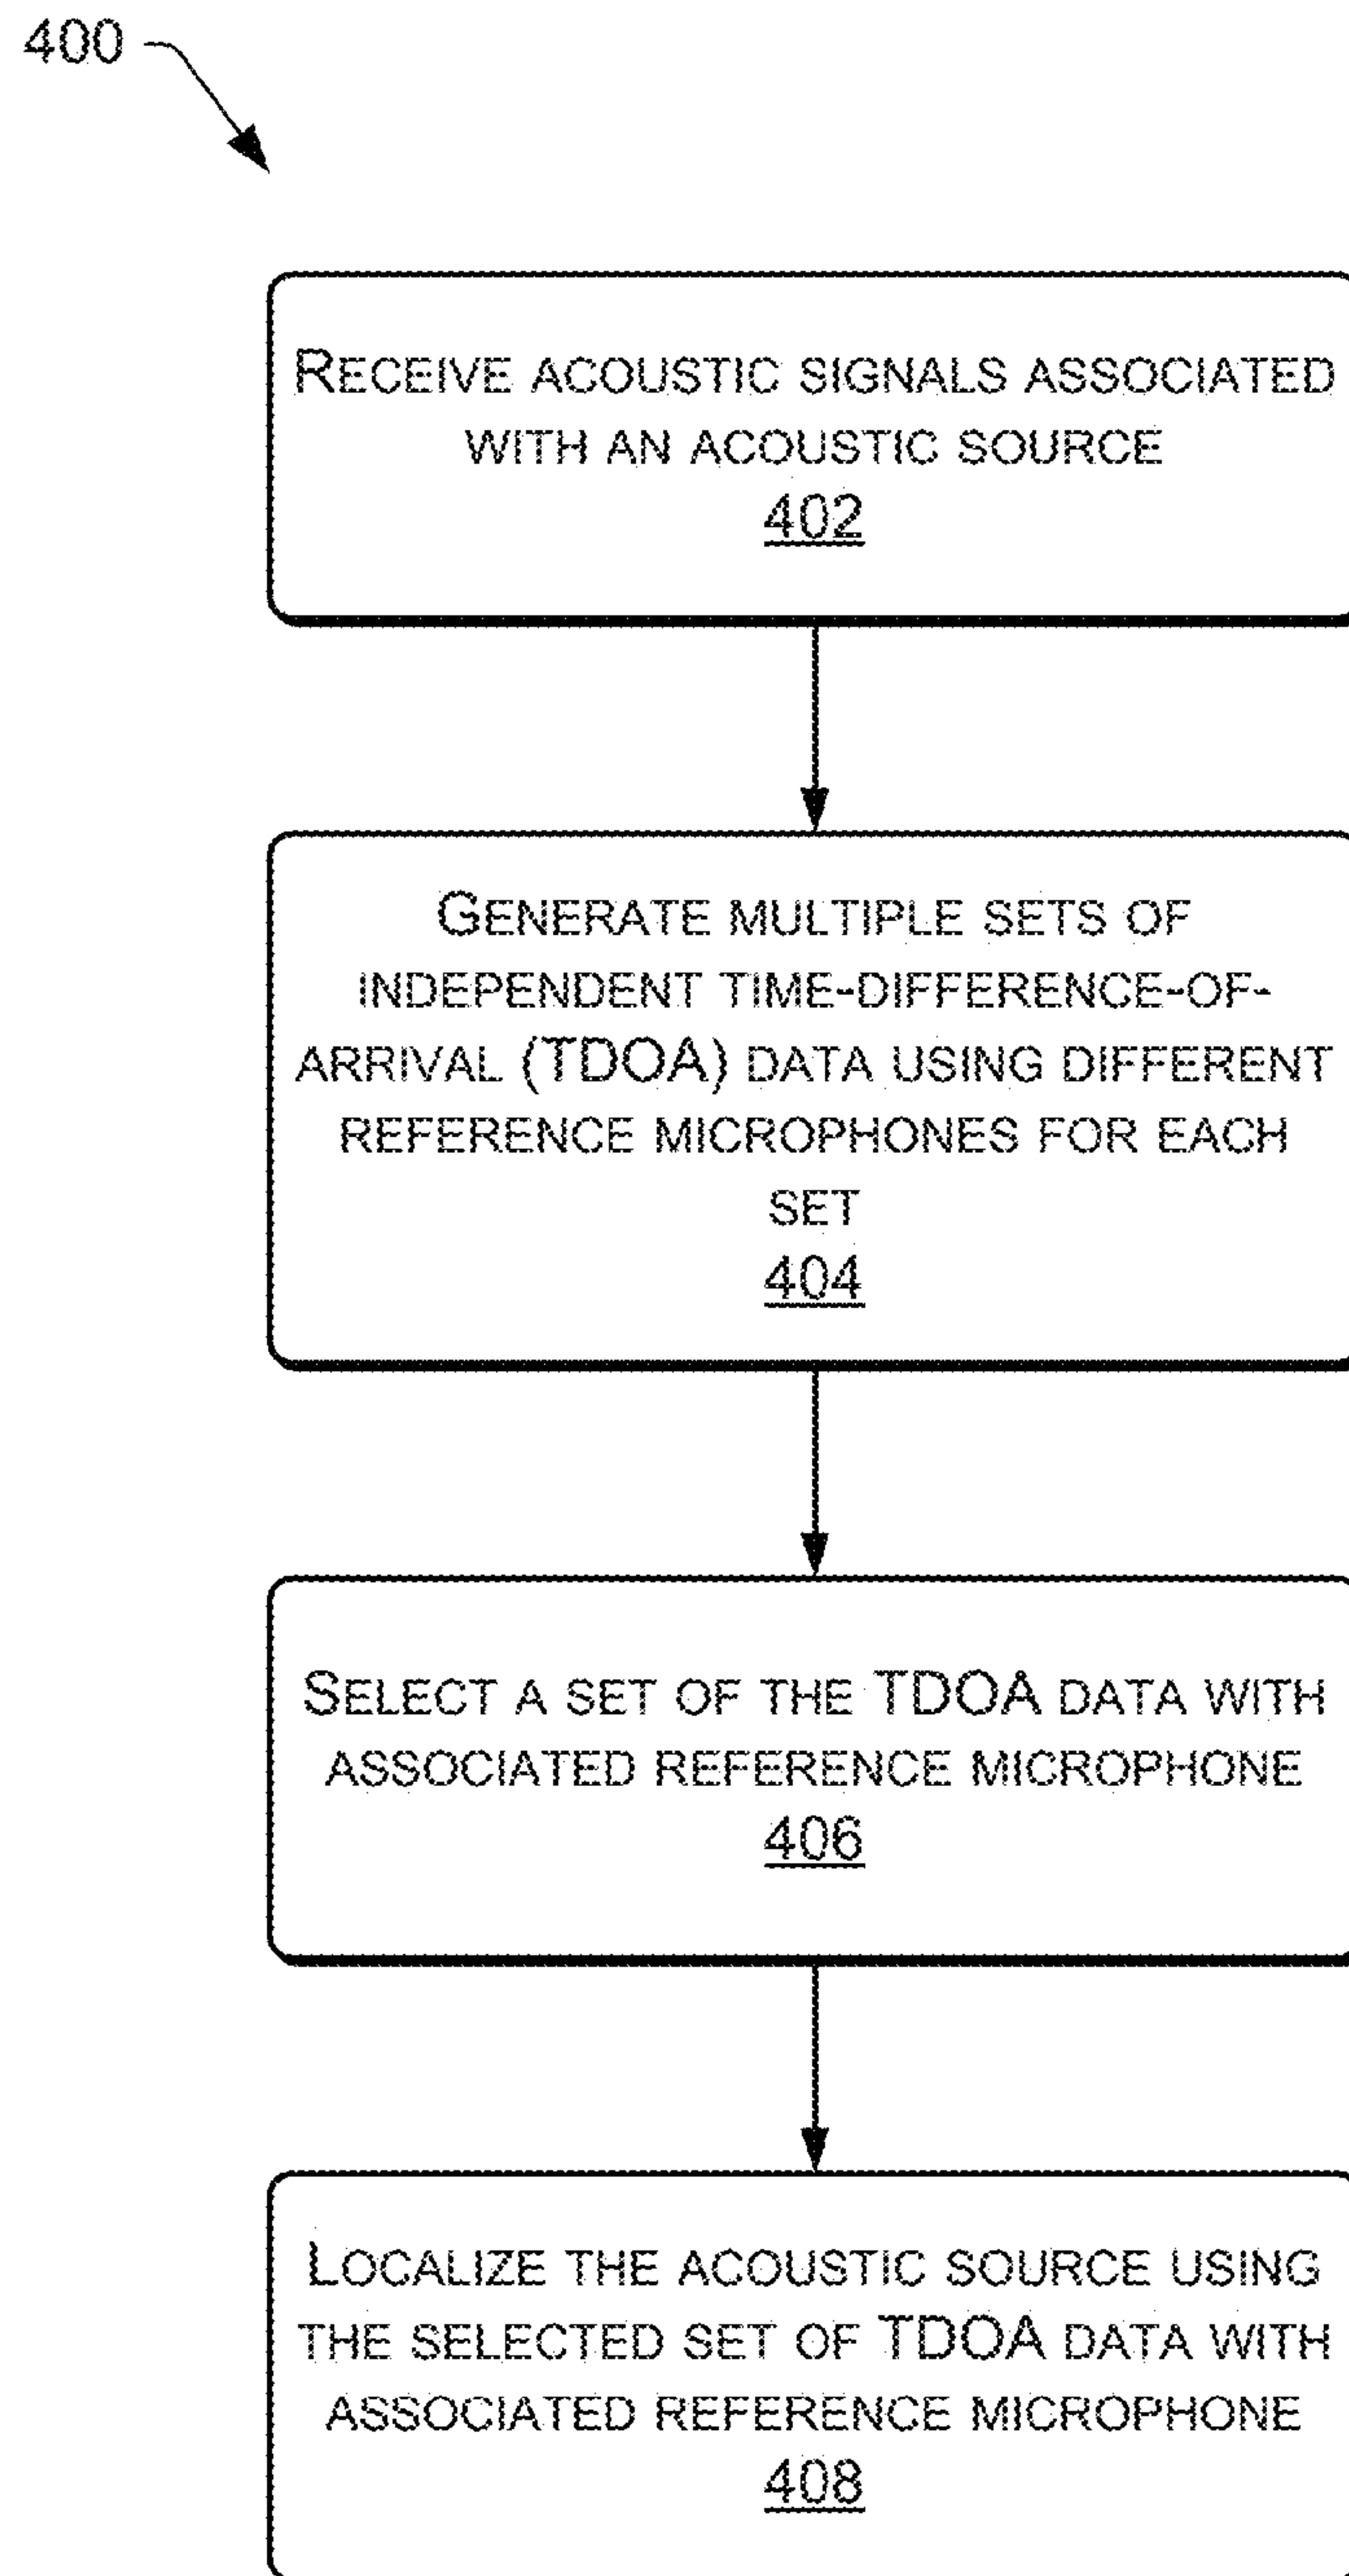 400
RECEIVE ACOUSTIC SIGNALS ASSOCIATED
WITH AN ACOUSTIC SOURCE
402
GENERATE MULTIPLE SETS OF
INDEPENDENT TIME-DIFFERENCE-OF-
ARRIVAL (TDOA) DATA USING DIFFERENT
REFERENCE MICROPHONES FOR EACH
SET
404
SELECT A SET OF THE TDOA DATA WITH
ASSOCIATED REFERENCE MICROPHONE
406
LOCALIZE THE ACOUSTIC SOURCE USING
THE SELECTED SET OF TDOA DATA WITH
ASSOCIATED REFERENCE MICROPHONE
408